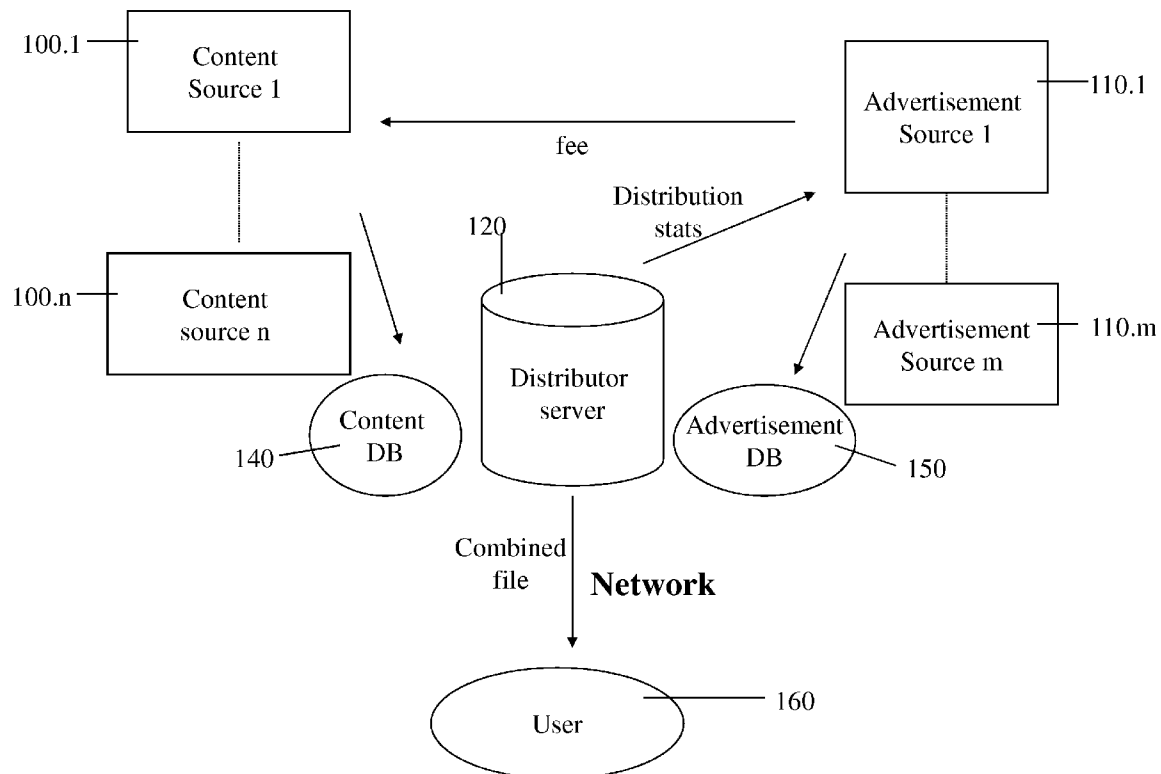 100.1
Content
Source 1
Advertisement
Source 1
110.1
fee
Distribution
stats
120
100.n
Content
source n
Advertisement
Source m
110.m
Distributor
server
Content
DB
140
Advertisement
DB
150
Combined
file
Network
User
160